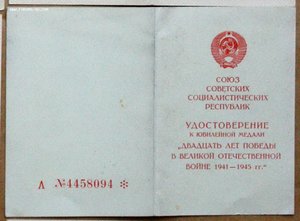 СОЮЗ
СОВЕТСКИХ
СОЦИАЛИСТИЧЕСКИХ
РЕСПУБЛИК
УДОСТОВЕРЕНИЕ
К ЮБИЛЕЙНОЙ МЕДАЛИ
„ДВАДЦАТЬ ЛЕТ ПОБЕДЫ
В ВЕЛИКОЙ ОТЕЧЕСТВЕННОЙ
ВОЙНЕ 1941—1945 гг.“
Л №4458094 ✻